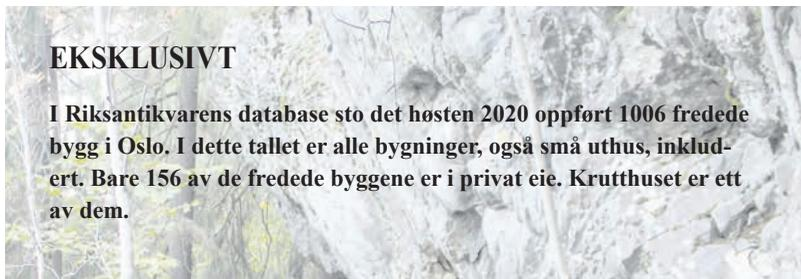 EKSKLUSIVT
I Riksantikvarens database sto det høsten 2020 oppført 1006 fredede
bygg i Oslo. I dette tallet er alle bygninger, også små uthus, inklud-
ert. Bare 156 av de fredede byggene er i privat eie. Krutthuset er ett
av dem.